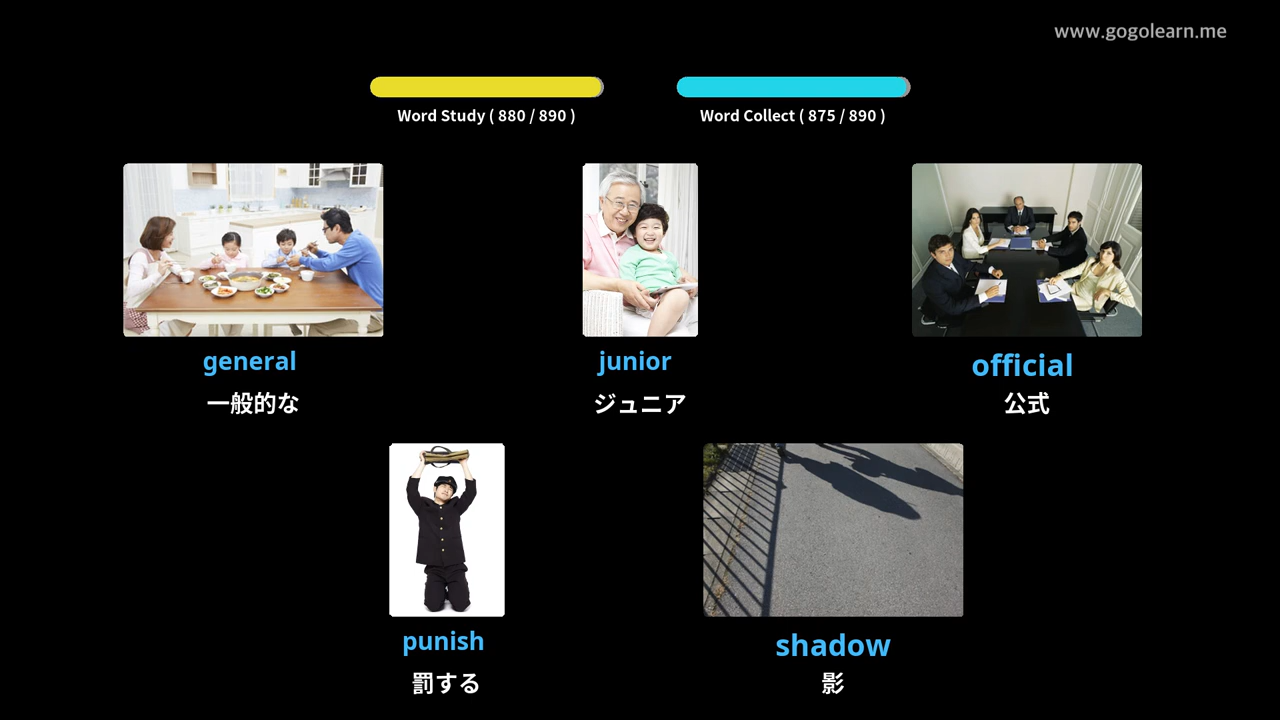 www.gogolearn.me
Word Study ( 880 / 890 )
Word Collect ( 875 / 890 )
general
一般的な
junior
ジュニア
official
公式
punish
罰する
shadow
影